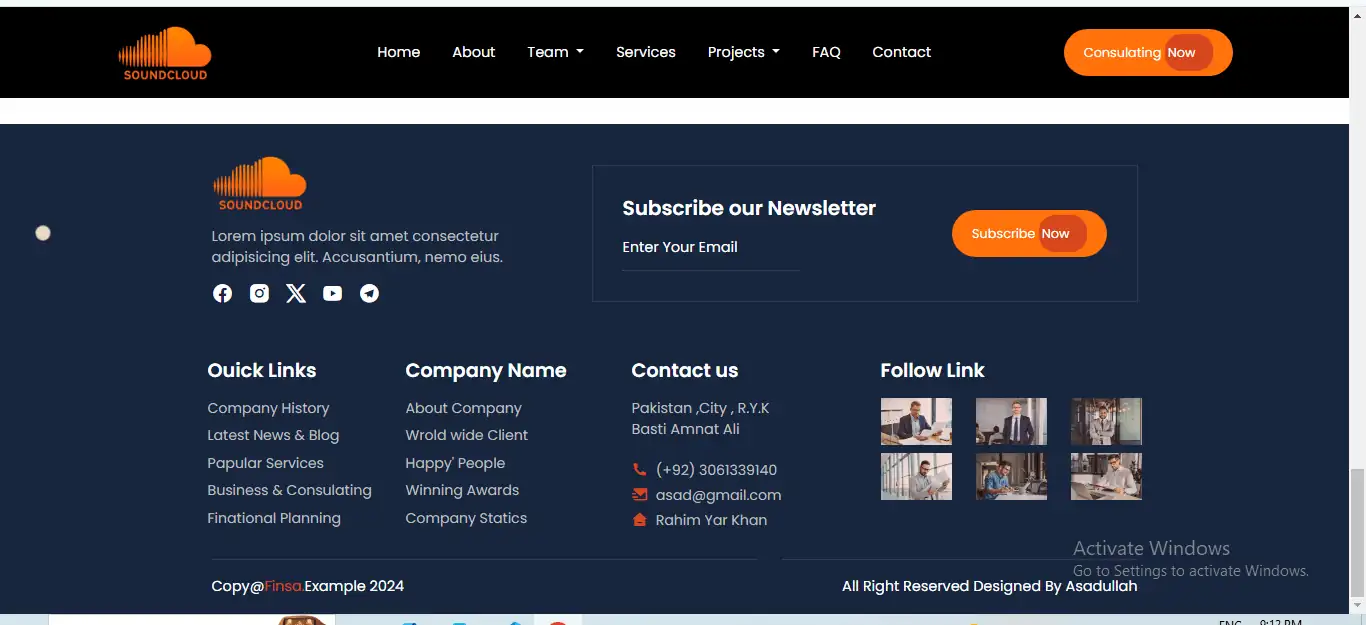 SOUNDCLOUD
Home About Team Services Projects FAQ Contact
Consulating Now
SOUNDCLOUD
Lorem ipsum dolor sit amet consectetur
adipisicing elit. Accusantium, nemo eius.
Subscribe our Newsletter
Enter Your Email
Subscribe Now
Ouick Links
Company History
Latest News & Blog
Papular Services
Business & Consulating
Finational Planning
Company Name
About Company
Wrold wide Client
Happy' People
Winning Awards
Company Statics
Contact us
Pakistan ,City , R.Y.K
Basti Amnat Ali
(+92) 3061339140
asad@gmail.com
Rahim Yar Khan
Follow Link
Activate Windows
Go to Settings to activate Windows.
Copy@Finsa.Example 2024
All Right Reserved Designed By Asadullah
ENG 9:12 PM